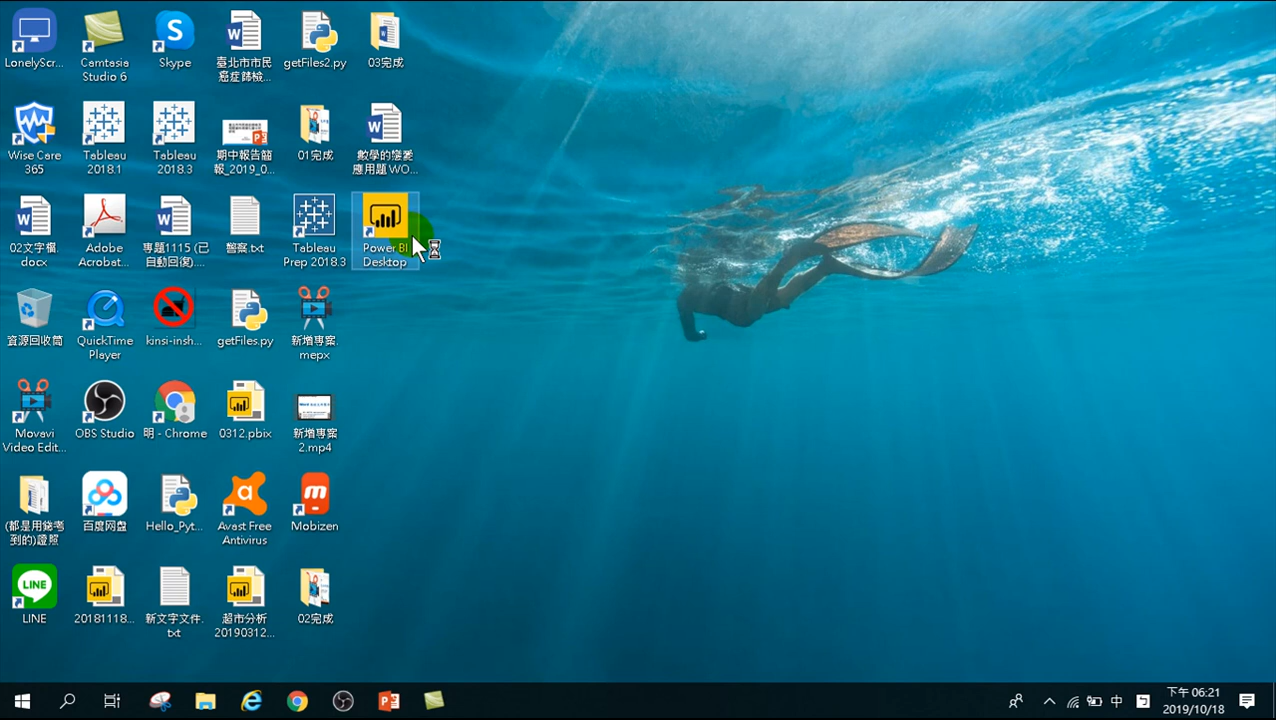 LonelyScr...
Camtasia
Studio 6
Skype
臺北市市民
癌症篩檢...
getFiles2.py
03完成
Wise Care
365
Tableau
2018.1
Tableau
2018.3
期中報告簡
報_2019_0...
01完成
數學的戀愛
應用題 WO...
02文字檔.
docx
Adobe
Acrobat...
專題1115 (已
自動回復)....
警察.txt
Tableau
Prep 2018.3
Power BI
Desktop
資源回收筒
QuickTime
Player
kinsi-insh...
getFiles.py
新增專案.
mepx
Movavi
Video Edit...
OBS Studio
明 - Chrome
0312.pbix
新增專案
2.mp4
(都是用錢考
到的)證照
百度网盘
Hello_Pyt...
Avast Free
Antivirus
Mobizen
LINE
LINE
20181118...
新文字文件.
txt
超市分析
20190312...
02完成
中
下午 06:21
2019/10/18